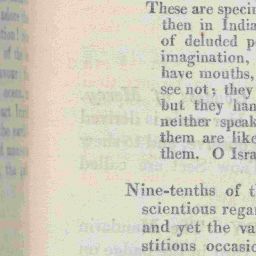 These are specin
then in India
of deluded p
imagination,
have mouths,
see not; they
but they han
neither speak
them are like
them. O Isra
Nine-tenths of t
scientious regar
and yet the va
stitions occasio